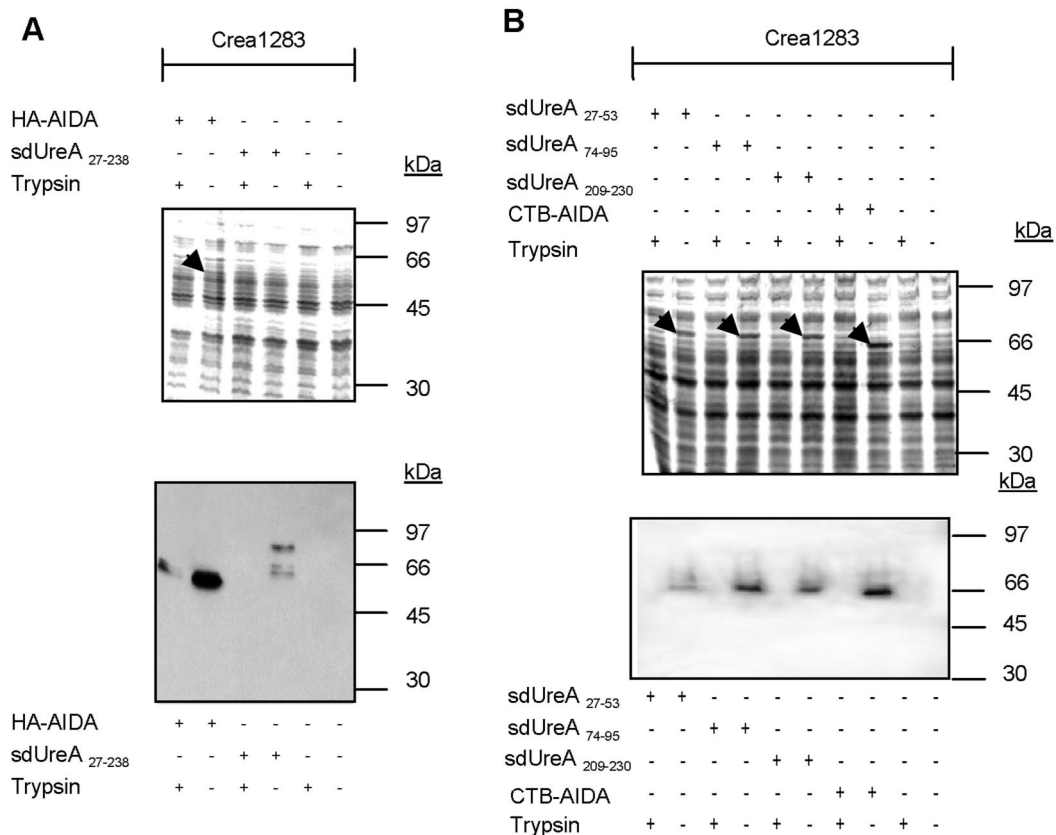 A
Crea1283
HA-AIDA + + - - - -
sdUreA 27-238 - - + + - -
Trypsin + - + - + -
kDa
97
66
45
30
kDa
97
66
45
30
HA-AIDA + + - - - -
sdUreA 27-238 - - + + - -
Trypsin + - + - + -
B
Crea1283
sdUreA 27-53 + + - - - - - - - -
sdUreA 74-95 - - + + - - - - - -
sdUreA 209-230 - - - - + + - - - -
CTB-AIDA - - - - - - + + - -
Trypsin + - + - + - + - + -
kDa
97
66
45
30
kDa
97
66
45
30
sdUreA 27-53 + + - - - - - - - -
sdUreA 74-95 - - + + - - - - - -
sdUreA 209-230 - - - - + + - - - -
CTB-AIDA - - - - - - + + - -
Trypsin + - + - + - + - + -